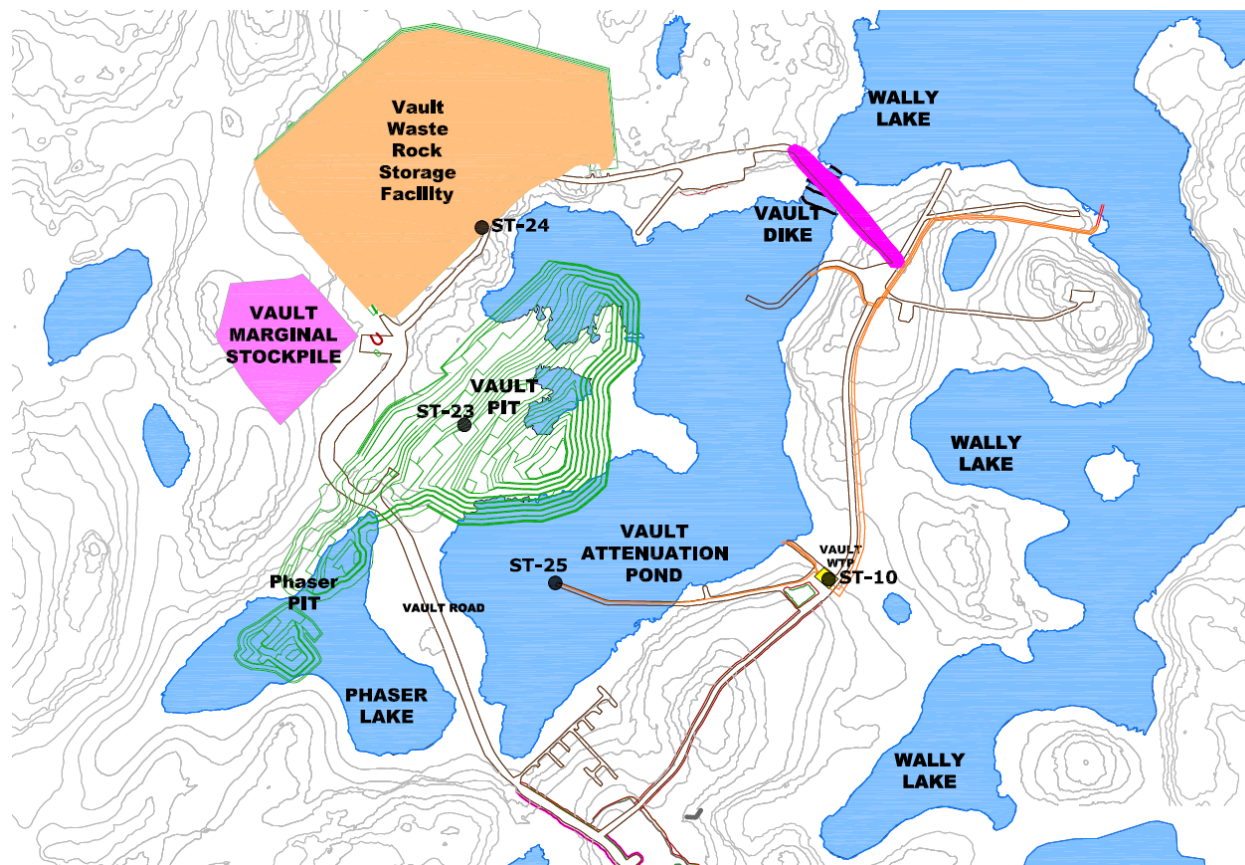 Vault
Waste
Rock
Storage
Facility
WALLY
LAKE
VAULT
DIKE
ST-24
VAULT
MARGINAL
STOCKPILE
VAULT
PIT
ST-23
WALLY
LAKE
VAULT
ATTENUATION
POND
ST-25
VAULT
WTP
ST-10
Phaser
PIT
VAULT ROAD
PHASER
LAKE
WALLY
LAKE